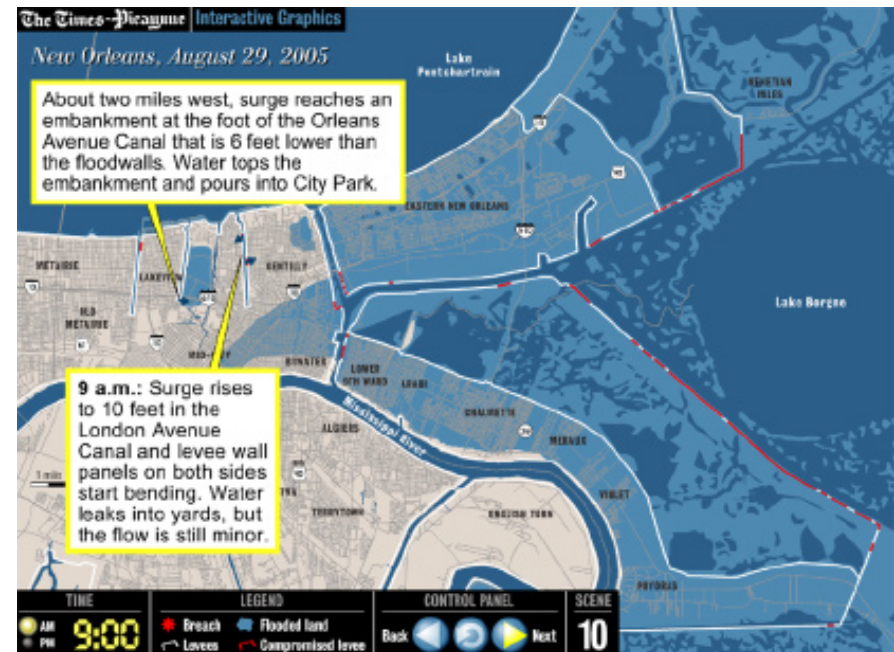 The Times-Picayune Interactive Graphics
New Orleans, August 29, 2005
About two miles west, surge reaches an
embankment at the foot of the Orleans
Avenue Canal that is 6 feet lower than
the floodwalls. Water tops the
embankment and pours into City Park.
Lake
Pontchartrain
VENETIAN
ISLES
EASTERN NEW ORLEANS
METAIRIE
LAKEVIEW
GENTILLY
OLD
METAIRIE
MID-CITY
BYWATER
LOWER
9TH WARD
ARABI
Lake Borgne
9 a.m.: Surge rises
to 10 feet in the
London Avenue
Canal and levee wall
panels on both sides
start bending. Water
leaks into yards, but
the flow is still minor.
Mississippi River
CHALMETTE
ALGIERS
MERAUX
1 mile
VIOLET
TERRYTOWN
ENGLISH TURN
POYDRAS
TIME
AM
PM
9:00
LEGEND
Breach
Flooded land
Levees
Compromised levee
CONTROL PANEL
Back
Next
SCENE
10